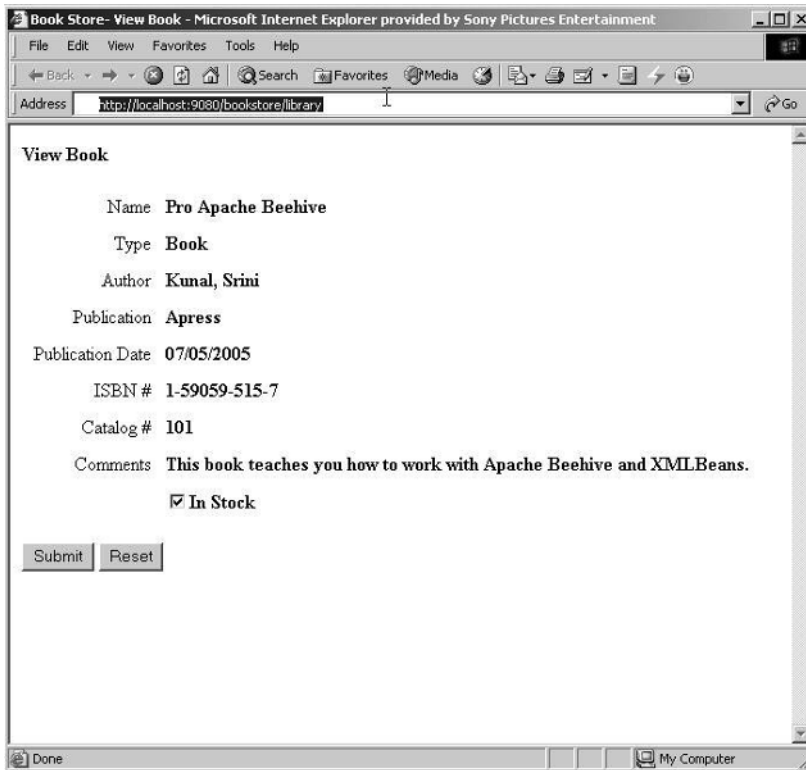 Book Store- View Book - Microsoft Internet Explorer provided by Sony Pictures Entertainment
File Edit View Favorites Tools Help
Back Search Favorites Media
Address http://localhost:9080/bookstore/library Go
View Book
Name Pro Apache Beehive
Type Book
Author Kunal, Srini
Publication Apress
Publication Date 07/05/2005
ISBN # 1-59059-515-7
Catalog # 101
Comments This book teaches you how to work with Apache Beehive and XMLBeans.
In Stock
Submit Reset
Done My Computer